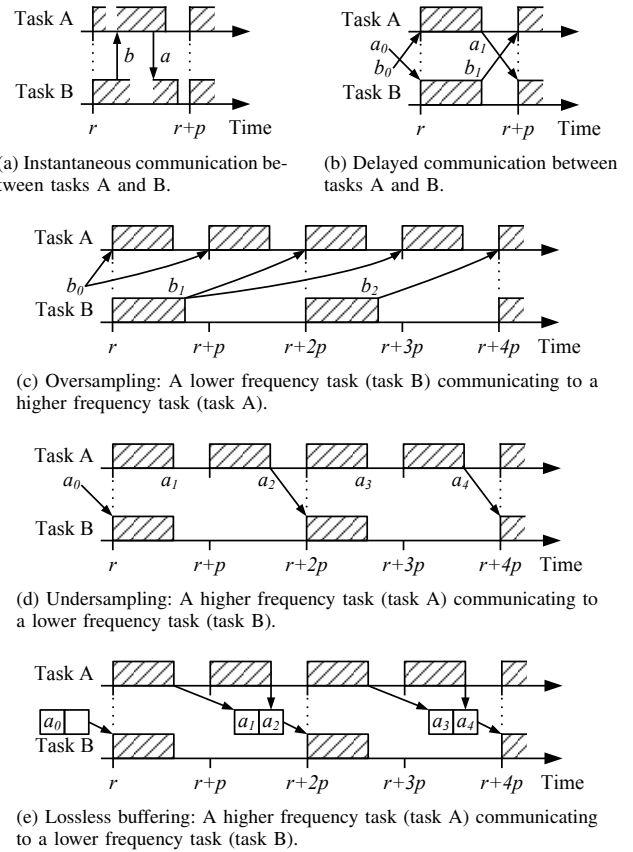 Task A
b a
Task B
r r+p Time
(a) Instantaneous communication be-
tween tasks A and B.
Task A
a0 a1
b0 b1
Task B
r r+p Time
(b) Delayed communication between
tasks A and B.
Task A
b0 b1 b2
Task B
r r+p r+2p r+3p r+4p Time
(c) Oversampling: A lower frequency task (task B) communicating to a
higher frequency task (task A).
Task A
a0 a1 a2 a3 a4
Task B
r r+p r+2p r+3p r+4p Time
(d) Undersampling: A higher frequency task (task A) communicating to
a lower frequency task (task B).
Task A
a0 a1 a2 a3 a4
Task B
r r+p r+2p r+3p r+4p Time
(e) Lossless buffering: A higher frequency task (task A) communicating
to a lower frequency task (task B).